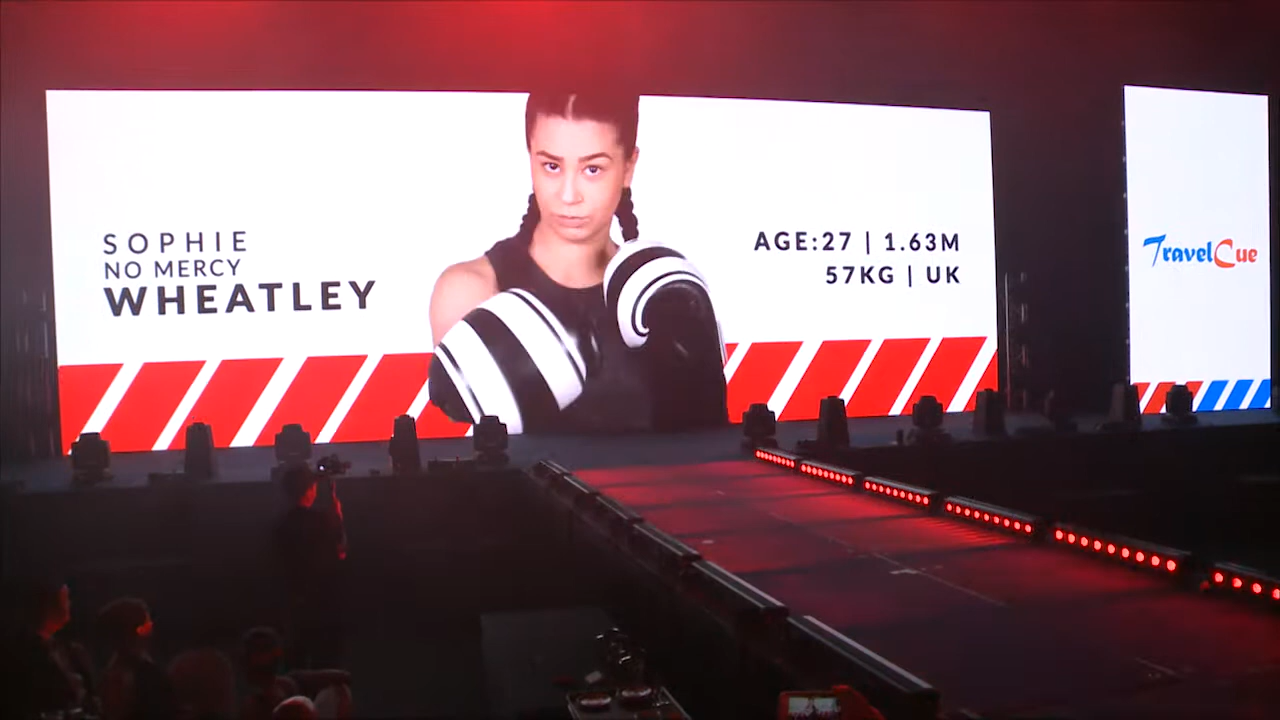 SOPHIE
NO MERCY
WHEATLEY
AGE:27 | 1.63M
57KG | UK
TravelCue